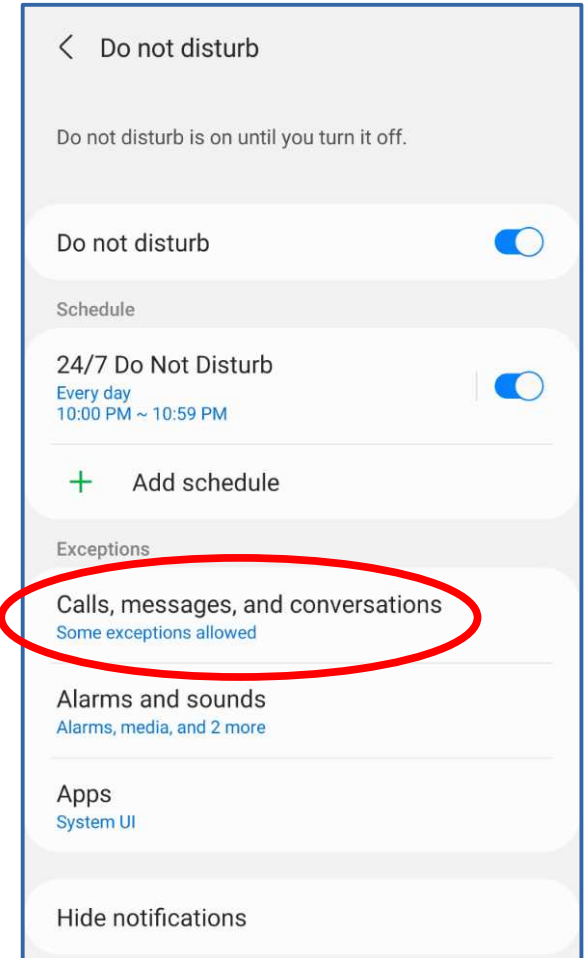 Do not disturb
Do not disturb is on until you turn it off.
Do not disturb
Schedule
24/7 Do Not Disturb
Every day
10:00 PM ~ 10:59 PM
+ Add schedule
Exceptions
Calls, messages, and conversations
Some exceptions allowed
Alarms and sounds
Alarms, media, and 2 more
Apps
System UI
Hide notifications